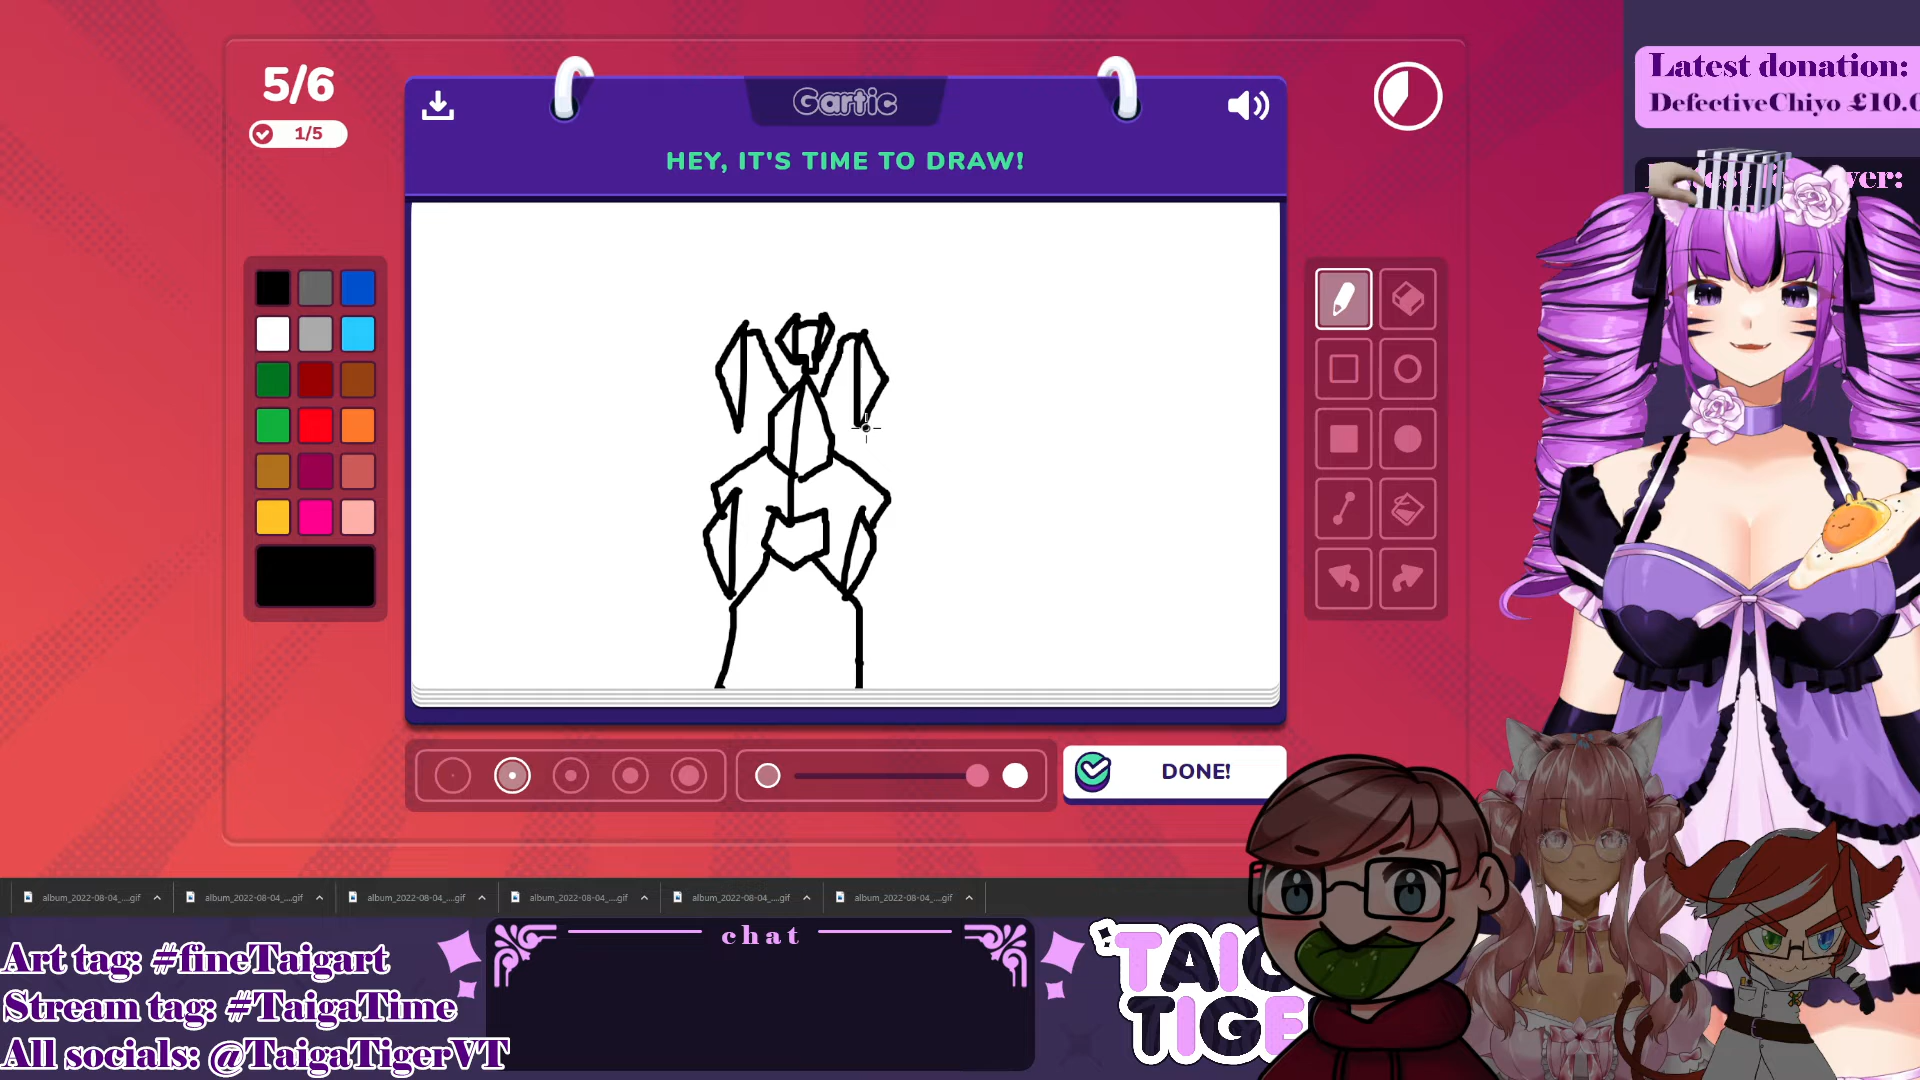 5/6
1/5
Gartic
HEY, IT'S TIME TO DRAW!
Latest donation:
DefectiveChiyo £10.0
DONE!
album_2022-08-04_....gif
album_2022-08-04_....gif
album_2022-08-04_....gif
album_2022-08-04_....gif
album_2022-08-04_....gif
album_2022-08-04_....gif
Art tag: #fineTaigart
Stream tag: #TaigaTime
All socials: @TaigaTigerVT
chat
TAIG
TIGE